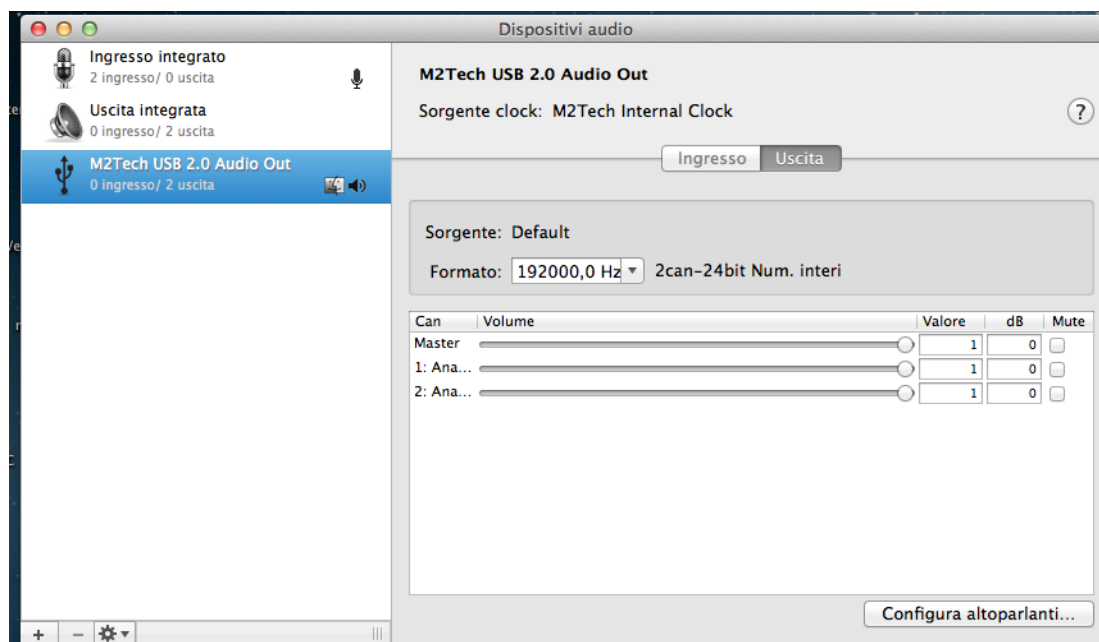 Dispositivi audio
Ingresso integrato
2 ingresso/ 0 uscita
Uscita integrata
0 ingresso/ 2 uscita
M2Tech USB 2.0 Audio Out
0 ingresso/ 2 uscita
M2Tech USB 2.0 Audio Out
Sorgente clock: M2Tech Internal Clock
?
Ingresso Uscita
Sorgente: Default
Formato: 192000,0 Hz 2can-24bit Num. interi
Can Volume Valore dB Mute
Master 1 0
1: Ana... 1 0
2: Ana... 1 0
Configura altoparlanti...
+ −